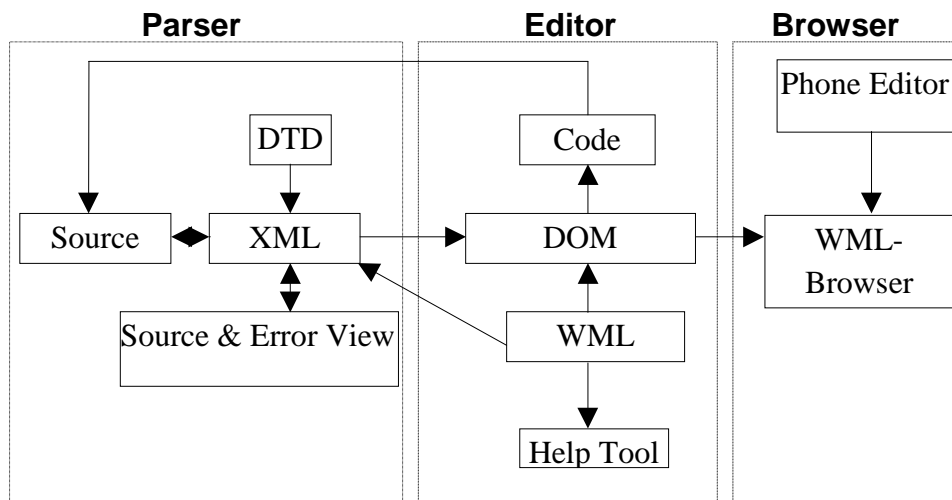 Parser
Editor
Browser
Phone Editor
DTD
Code
Source
XML
DOM
WML-
Browser
Source & Error View
WML
Help Tool